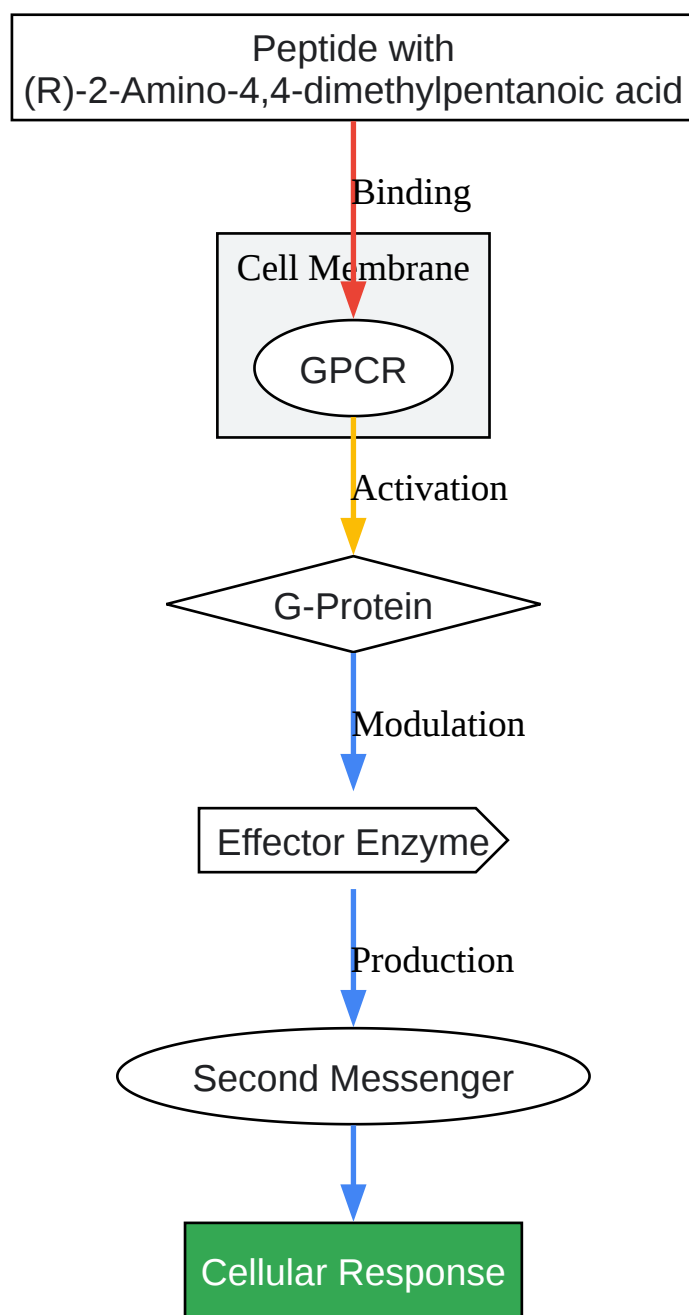 Peptide with
(R)-2-Amino-4,4-dimethylpentanoic acid
Binding
Cell Membrane
GPCR
Activation
G-Protein
Modulation
Effector Enzyme
Production
Second Messenger
Cellular Response